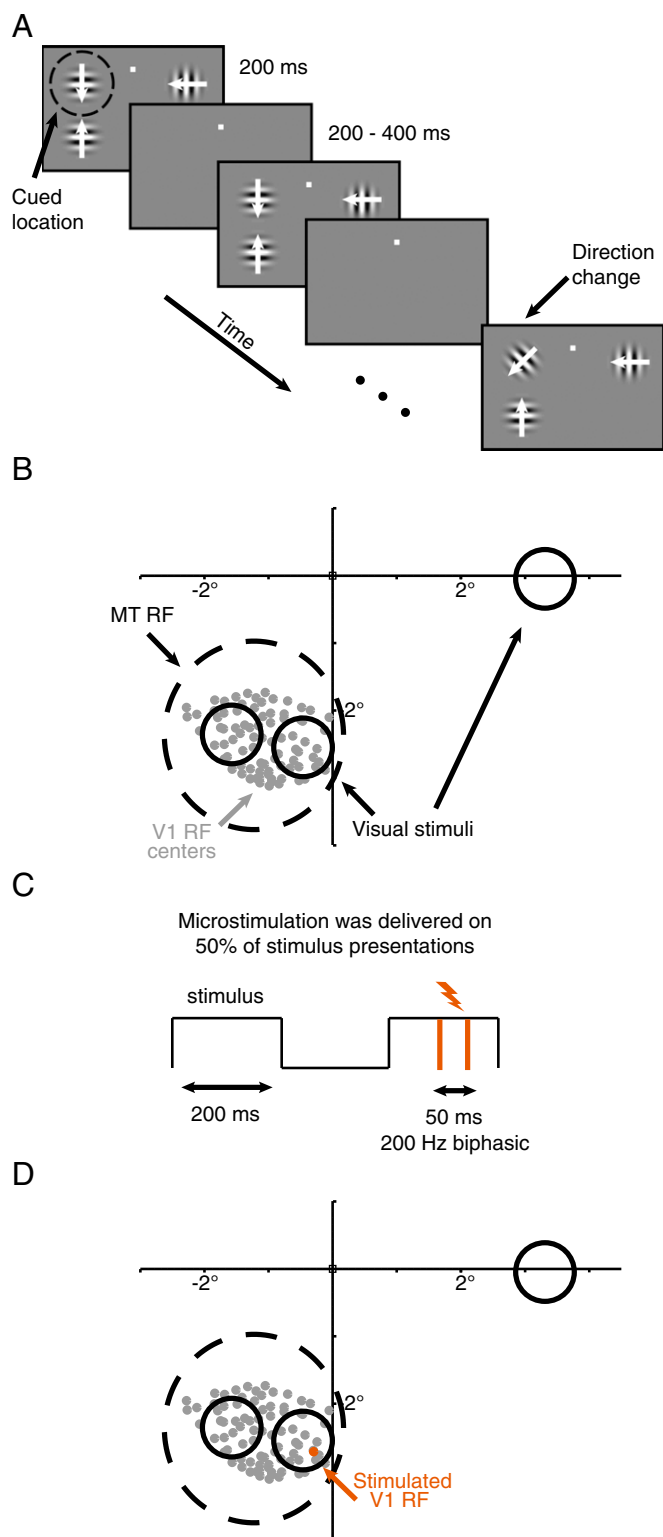 A
200 ms
200 - 400 ms
Cued
location
Direction
change
Time
B
-2°
2°
MT RF
-2°
V1 RF
centers
Visual stimuli
C
Microstimulation was delivered on
50% of stimulus presentations
stimulus
200 ms
50 ms
200 Hz biphasic
D
-2°
2°
-2°
Stimulated
V1 RF